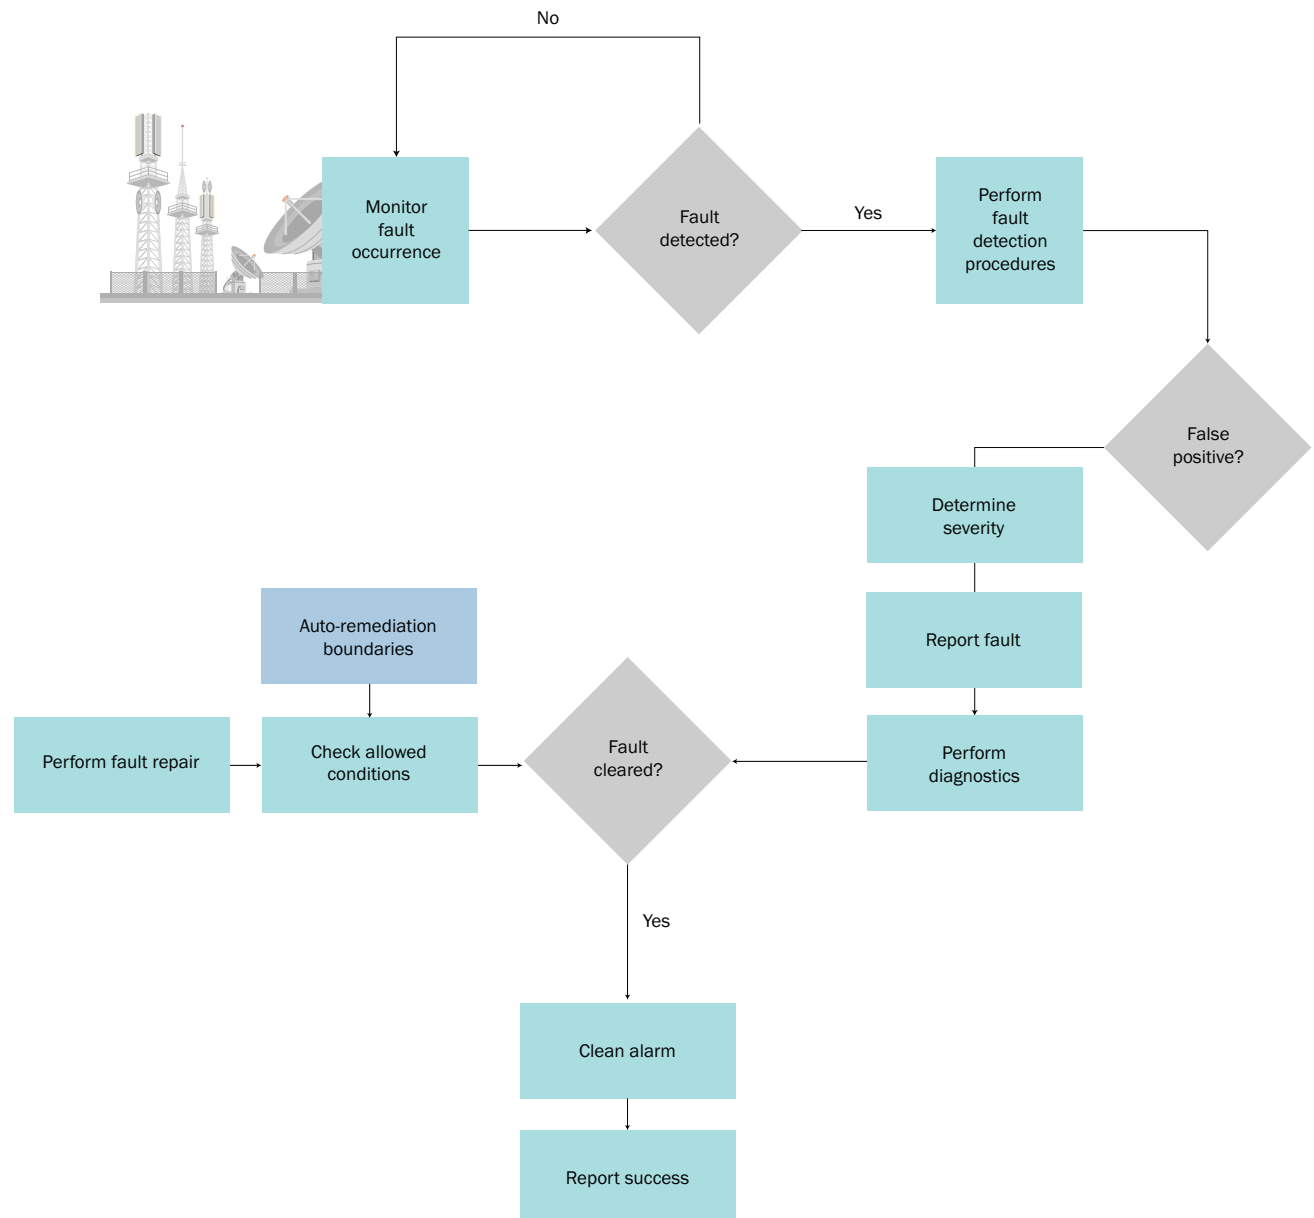 No
Monitor
fault
occurrence
Fault
detected?
Yes
Perform
fault
detection
procedures
False
positive?
Determine
severity
Report fault
Auto-remediation
boundaries
Perform fault repair
Check allowed
conditions
Fault
cleared?
Perform
diagnostics
Yes
Clean alarm
Report success